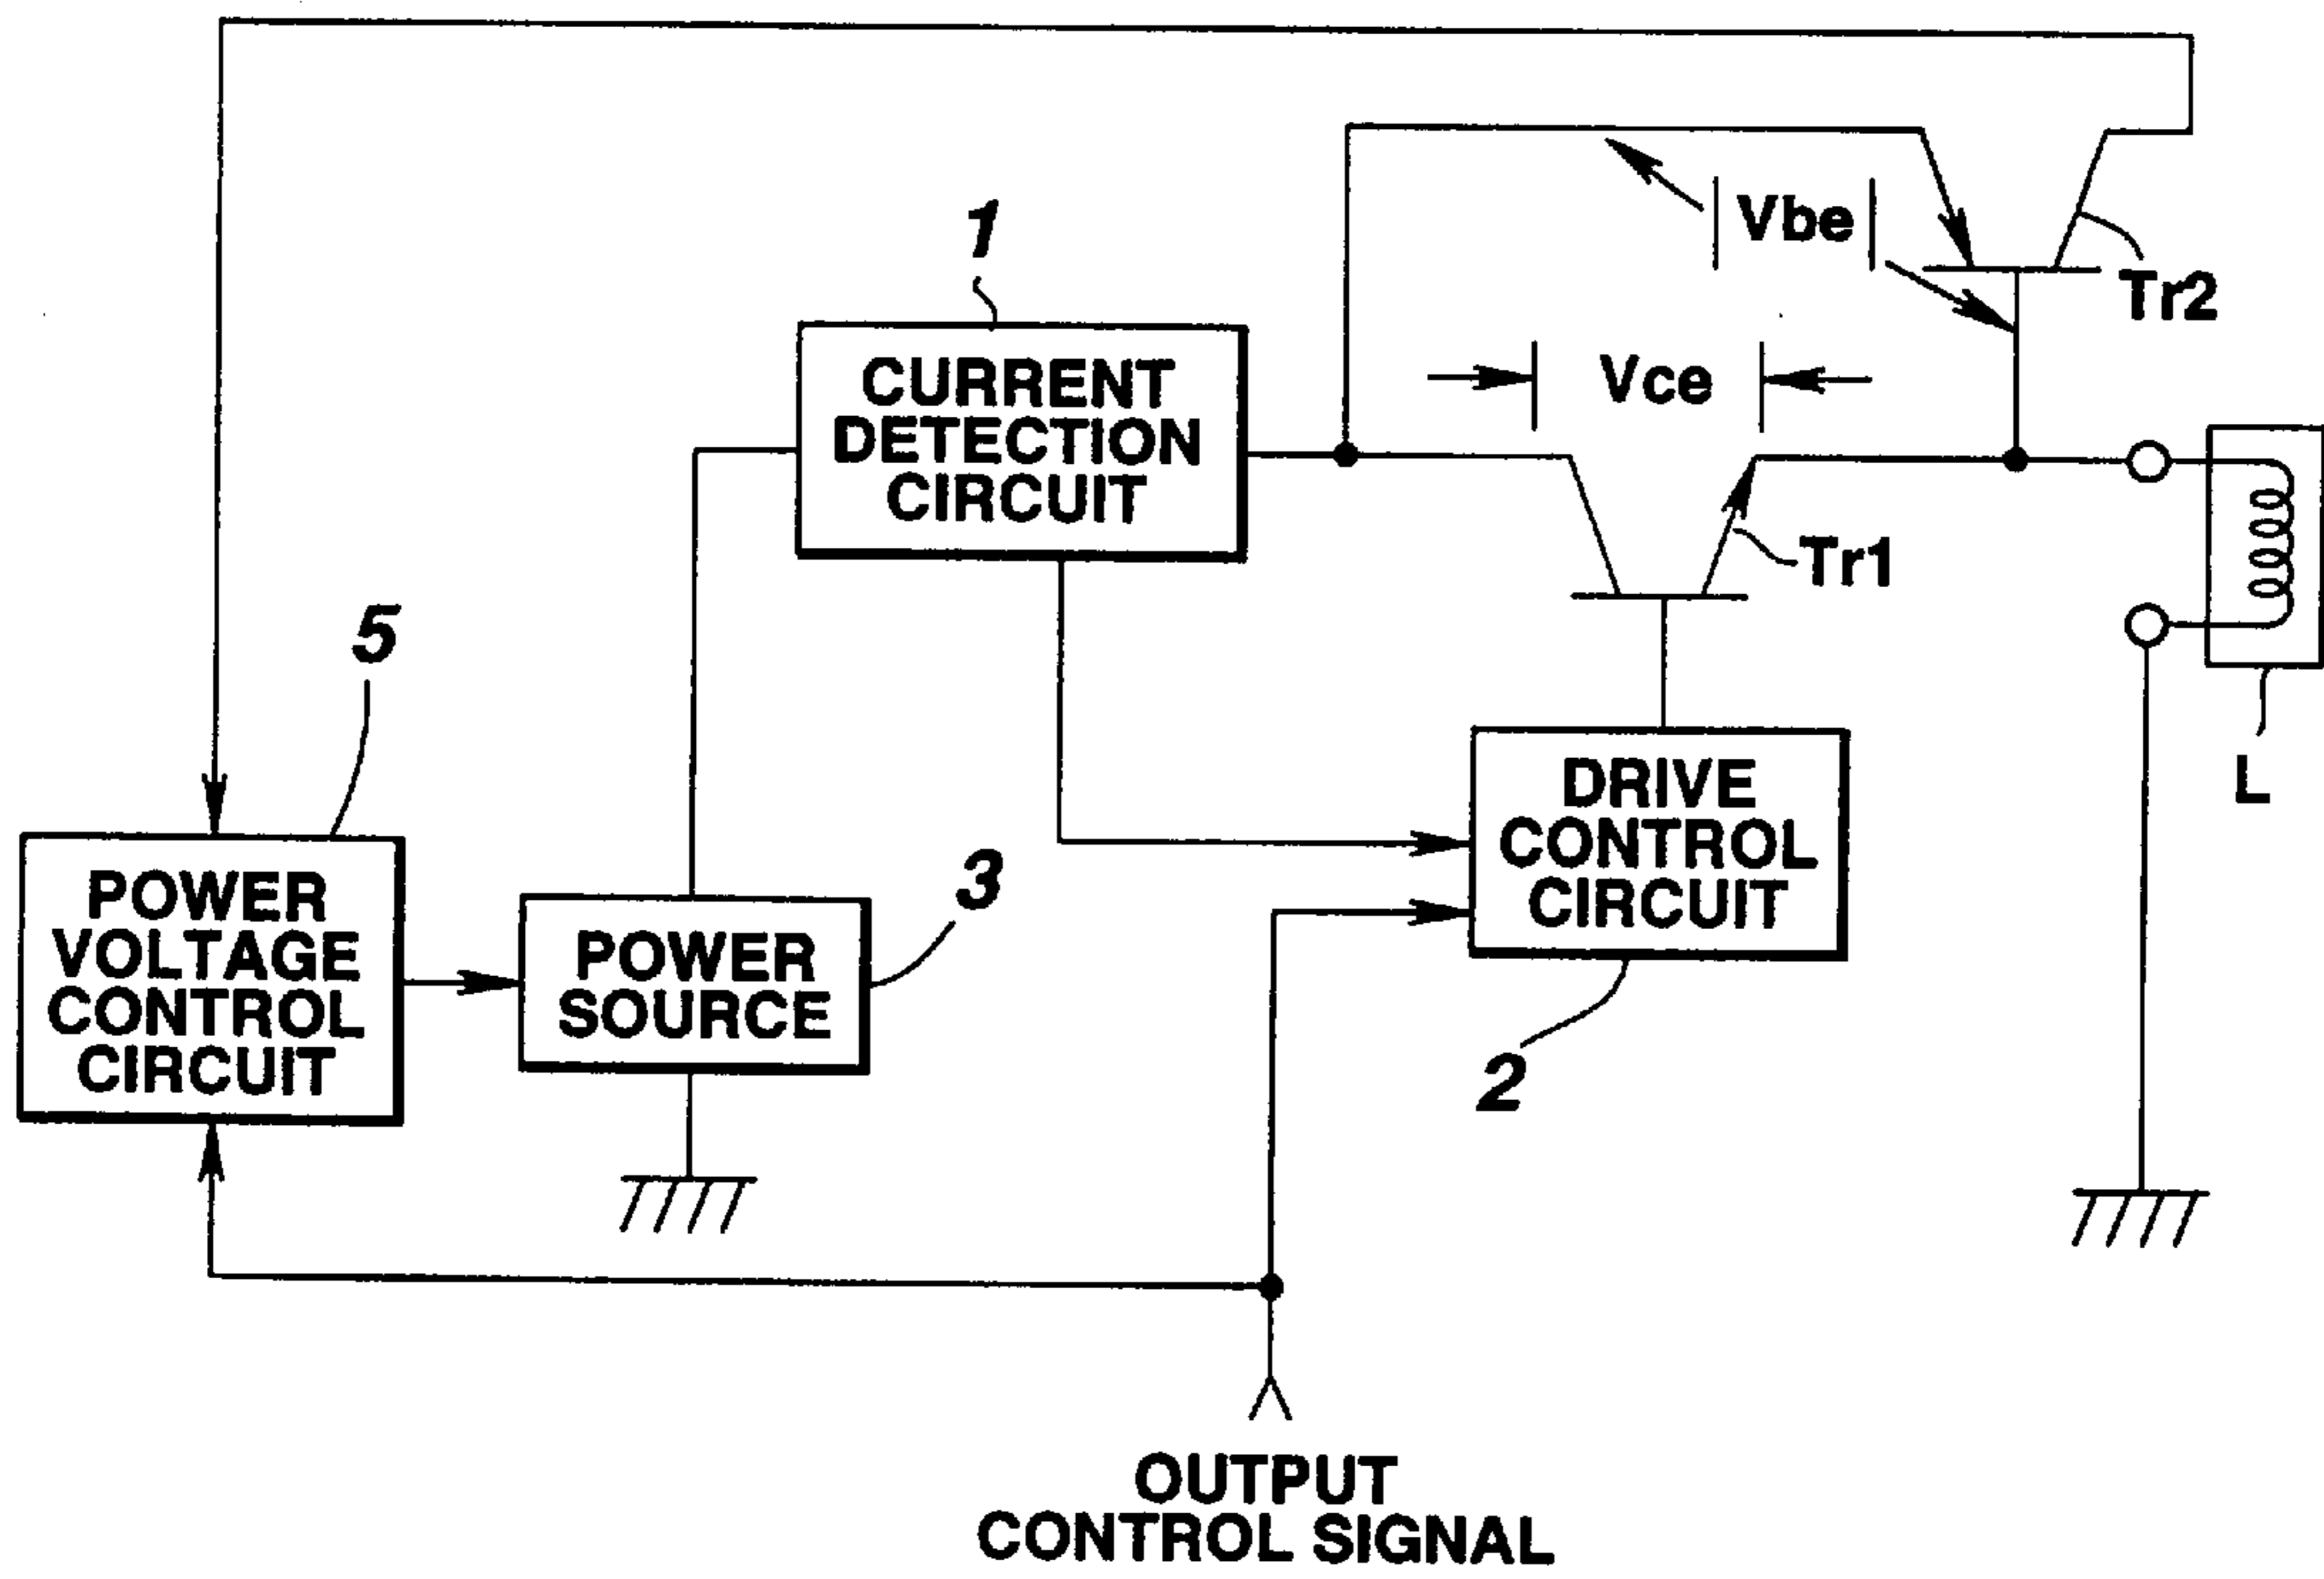 1
Vbe
Tr2
CURRENT
DETECTION
CIRCUIT
Vce
Tr1
5
L
DRIVE
CONTROL
CIRCUIT
3
POWER
VOLTAGE
CONTROL
CIRCUIT
POWER
SOURCE
2
OUTPUT
CONTROL SIGNAL